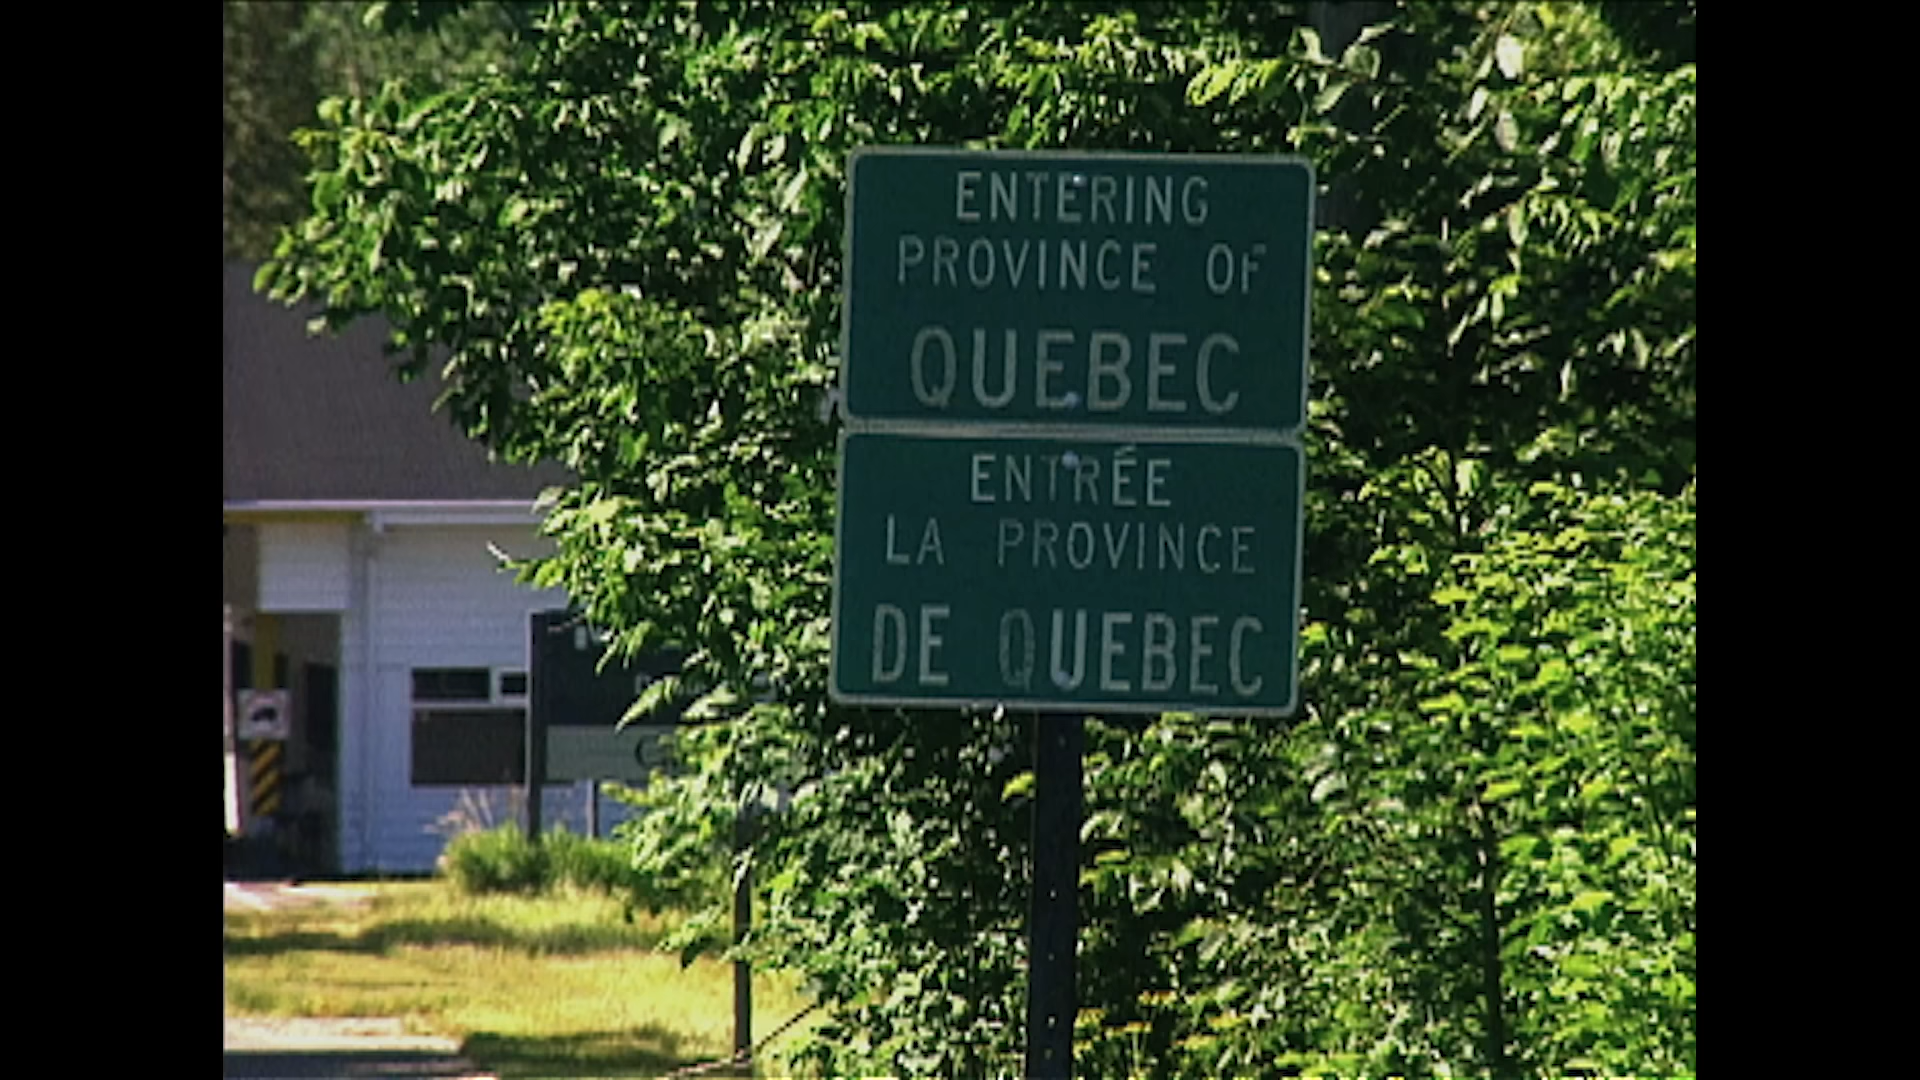 ENTERING
PROVINCE OF
QUEBEC
ENTRÉE
LA PROVINCE
DE QUEBEC